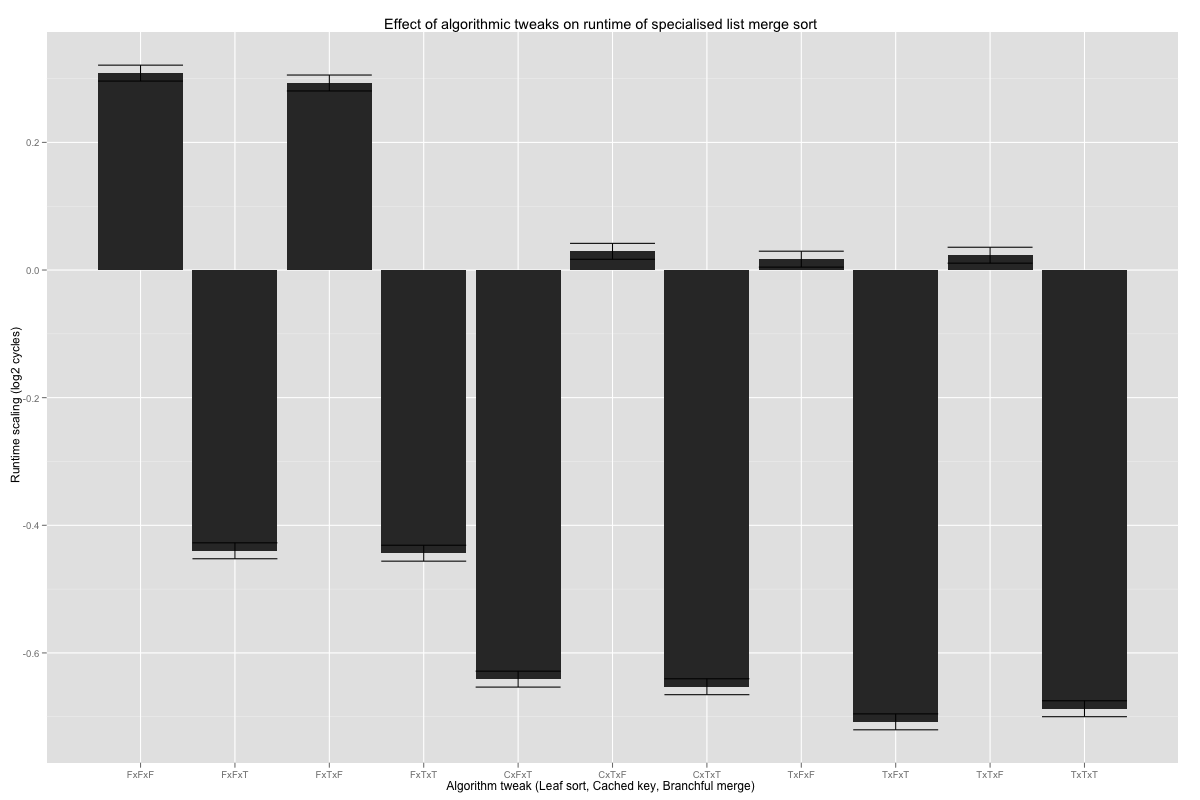 Effect of algorithmic tweaks on runtime of specialised list merge sort
Runtime scaling (log2 cycles)
0.2
0.0
-0.2
-0.4
-0.6
FxFxF FxFxT FxTxF FxTxT CxFxT CxTxF CxTxT TxFxF TxFxT TxTxF TxTxT
Algorithm tweak (Leaf sort, Cached key, Branchful merge)